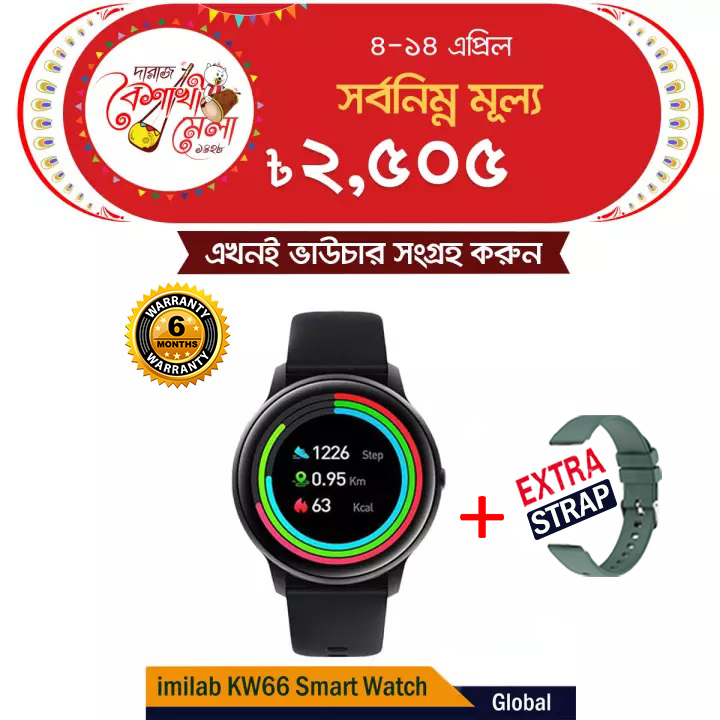 ৪-১৪ এপ্রিল
দারাজ
বৈশাখী
মেলা
১৪২৮
সর্বনিম্ন মূল্য
৳২,৫০৫
এখনই ভাউচার সংগ্রহ করুন
WARRANTY
6
MONTHS
WARRANTY
1226 Step
0.95 Km
63 Kcal
+
EXTRA
STRAP
imilab KW66 Smart Watch
Global